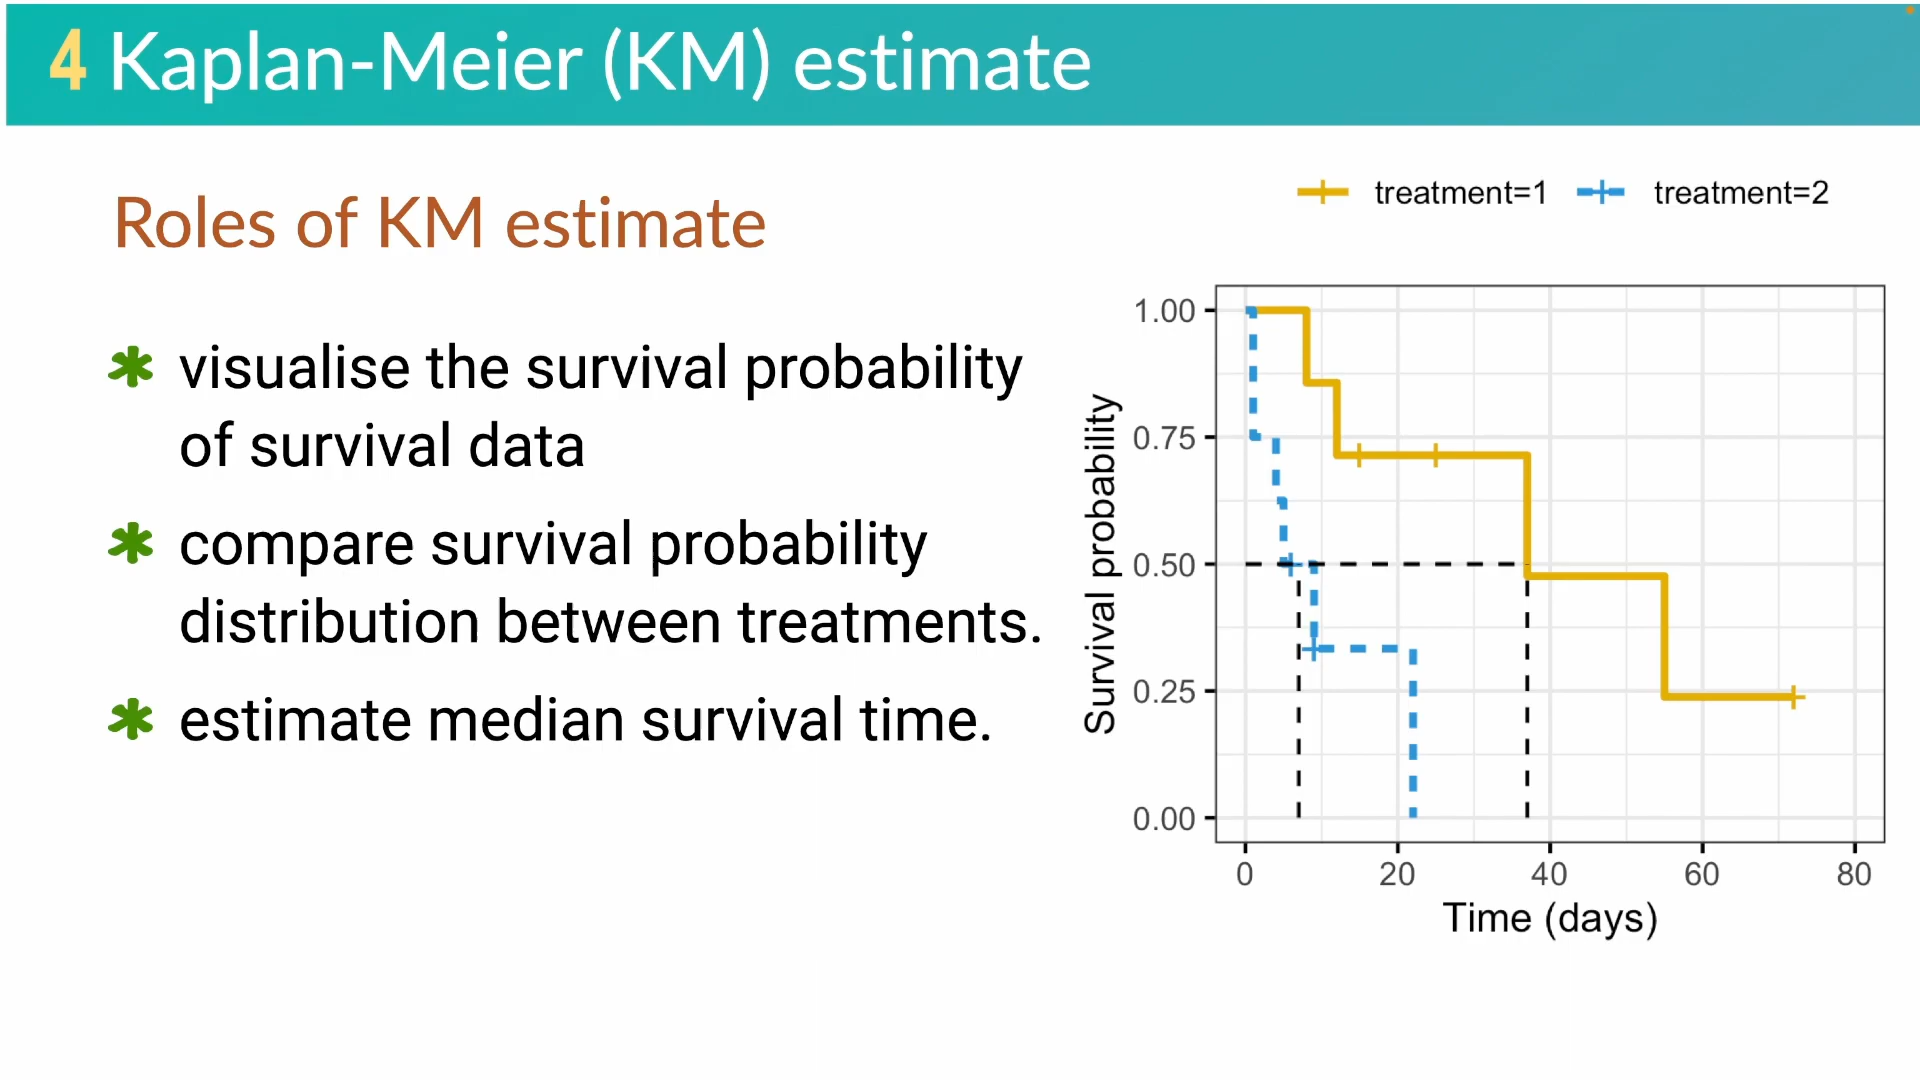 4 Kaplan-Meier (KM) estimate
Roles of KM estimate
visualise the survival probability
of survival data
compare survival probability
distribution between treatments.
estimate median survival time.
treatment=1 treatment=2
Survival probability
1.00
0.75
0.50
0.25
0.00
0 20 40 60 80
Time (days)